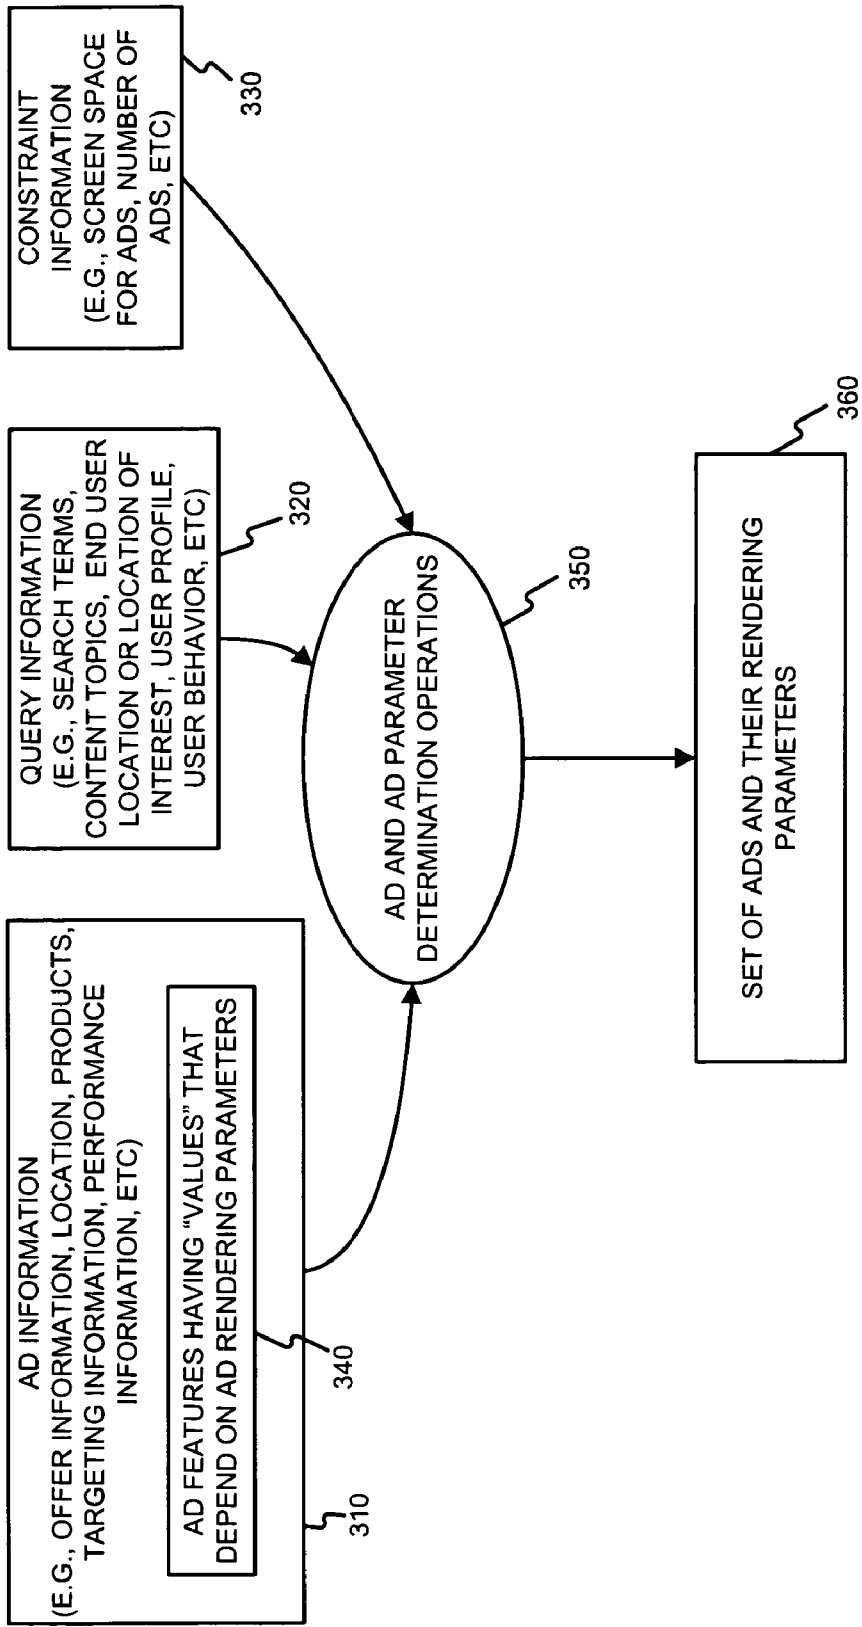 AD INFORMATION
(E.G., OFFER INFORMATION, LOCATION, PRODUCTS,
TARGETING INFORMATION, PERFORMANCE
INFORMATION, ETC)
AD FEATURES HAVING “VALUES” THAT
DEPEND ON AD RENDERING PARAMETERS
340
310
QUERY INFORMATION
(E.G., SEARCH TERMS,
CONTENT TOPICS, END USER
LOCATION OR LOCATION OF
INTEREST, USER PROFILE,
USER BEHAVIOR, ETC)
320
CONSTRAINT
INFORMATION
(E.G., SCREEN SPACE
FOR ADS, NUMBER OF
ADS, ETC)
330
AD AND AD PARAMETER
DETERMINATION OPERATIONS
350
SET OF ADS AND THEIR RENDERING
PARAMETERS
360